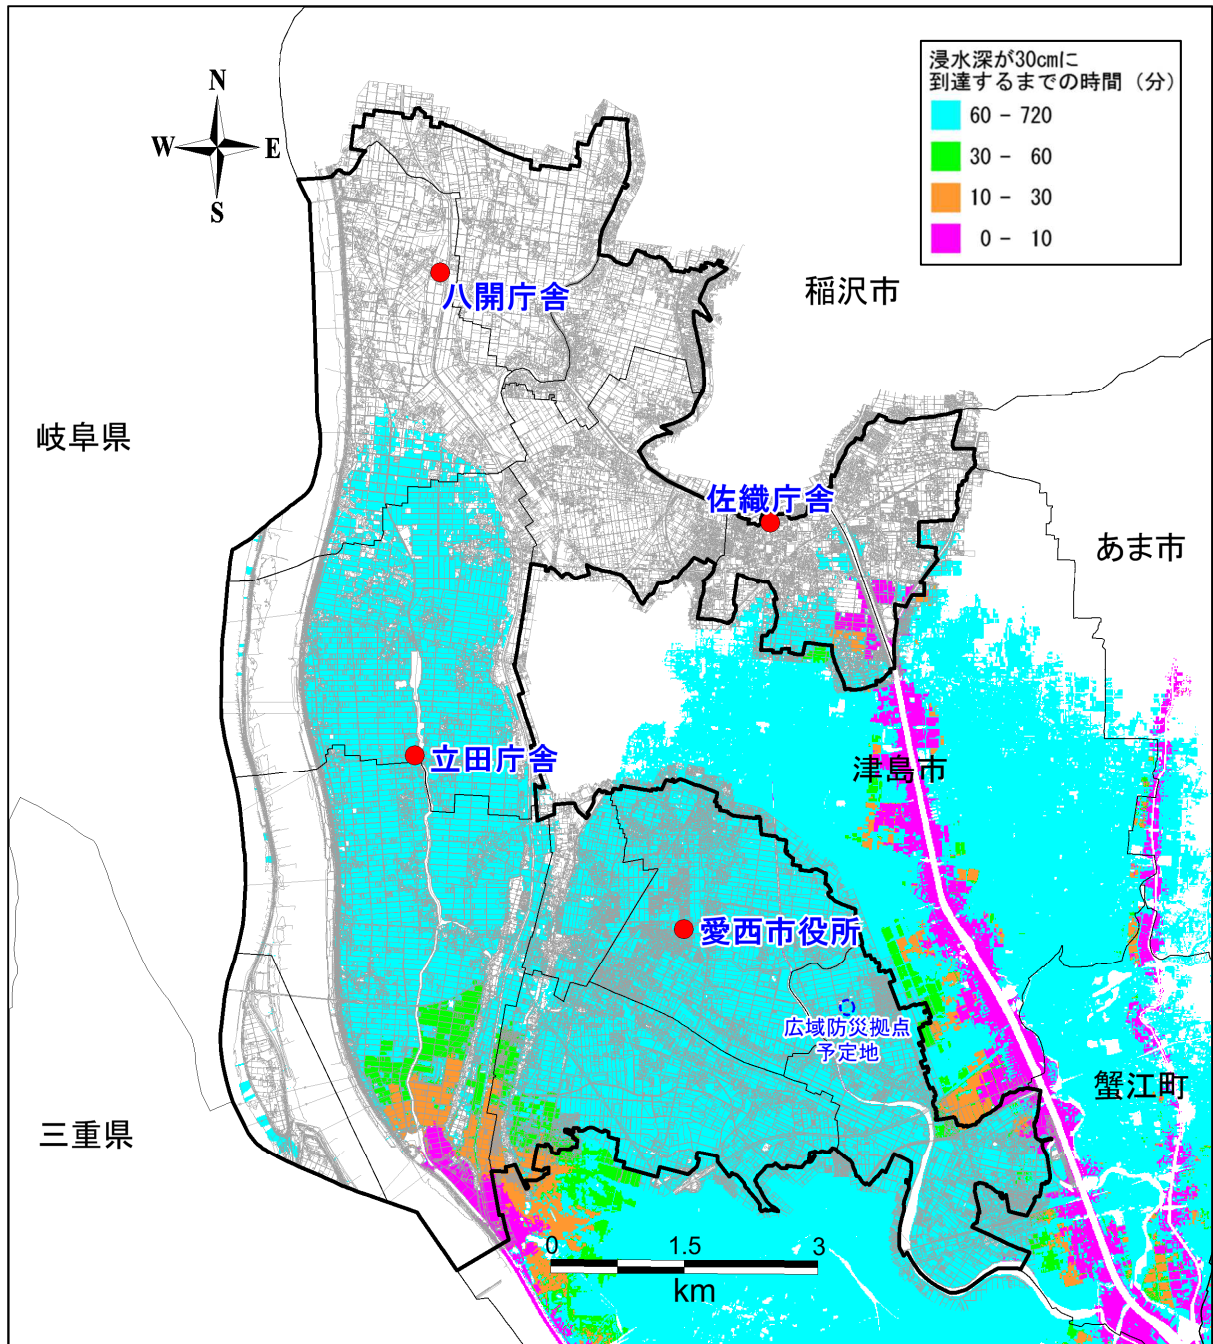 浸水深が30cmに
到達するまでの時間（分）
60 - 720
30 - 60
10 - 30
0 - 10
N
W
E
S
八開庁舎
稲沢市
岐阜県
佐織庁舎
あま市
立田庁舎
津島市
愛西市役所
広域防災拠点
予定地
蟹江町
三重県
0 1.5 3
km